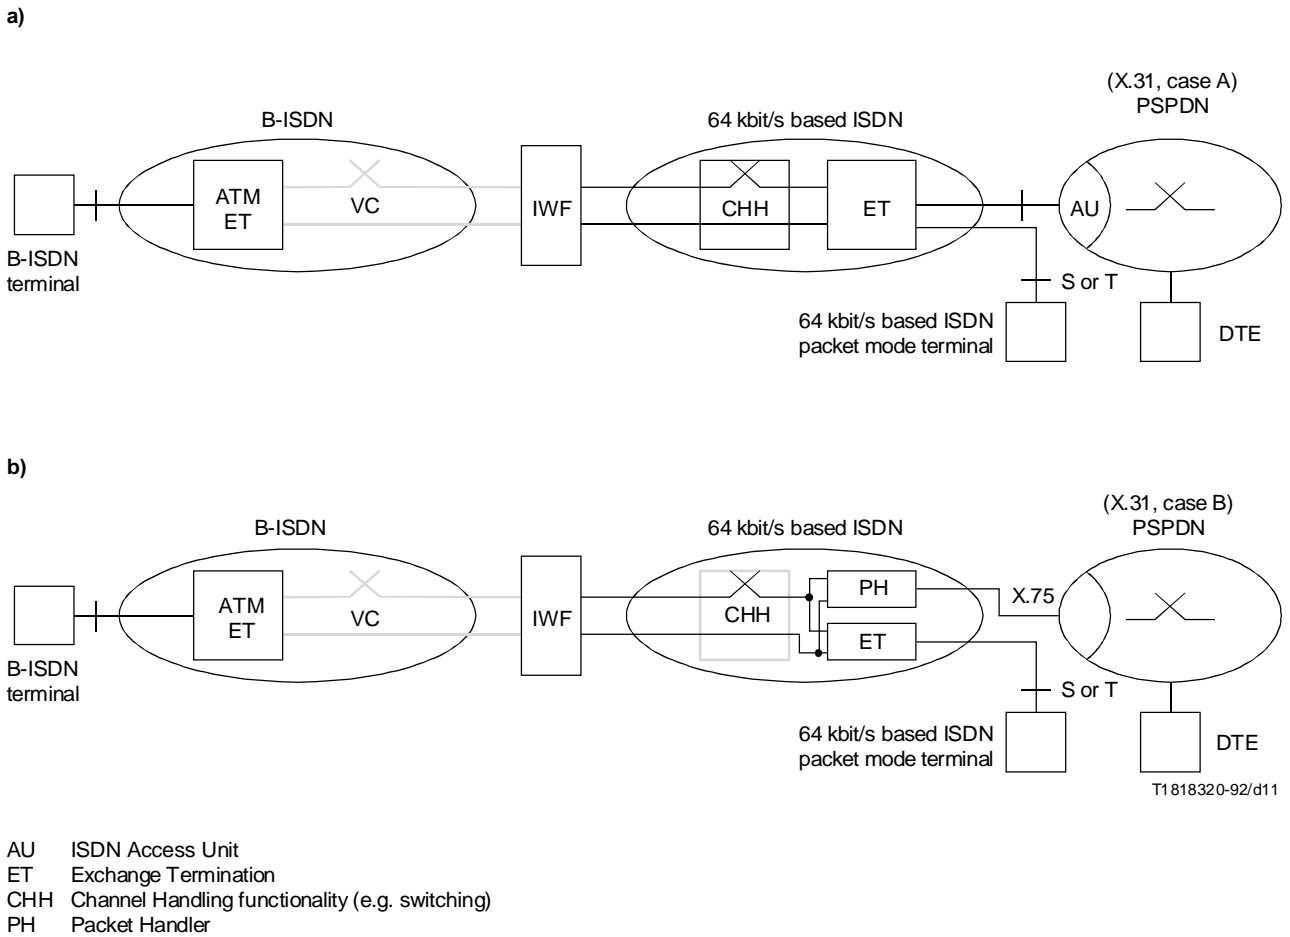 a)
(X.31, case A)
PSPDN
B-ISDN
64 kbit/s based ISDN
ATM
ET
VC
IWF
CHH
ET
AU
B-ISDN
terminal
S or T
64 kbit/s based ISDN
packet mode terminal
DTE
b)
(X.31, case B)
PSPDN
B-ISDN
64 kbit/s based ISDN
ATM
ET
VC
IWF
CHH
PH
ET
X.75
B-ISDN
terminal
S or T
64 kbit/s based ISDN
packet mode terminal
DTE
T1818320-92/d11
AU ISDN Access Unit
ET Exchange Termination
CHH Channel Handling functionality (e.g. switching)
PH Packet Handler